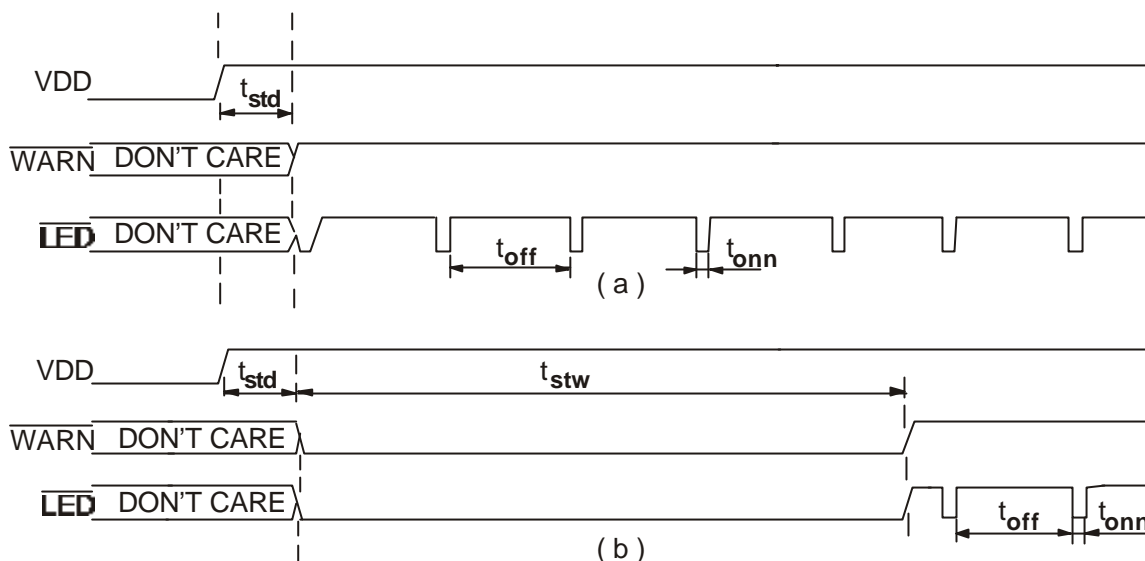 VDD
tstd
WARN DON'T CARE
LED DON'T CARE
toff
tonn
( a )
VDD
tstd
tstw
WARN DON'T CARE
LED DON'T CARE
toff
tonn
( b )